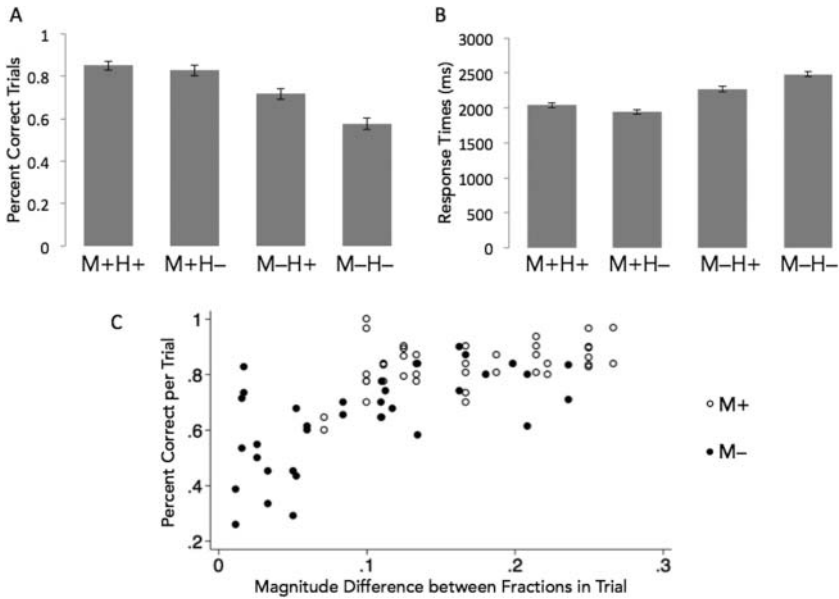 A
Percent Correct Trials
1
0.8
0.6
0.4
0.2
0
M+H+ M+H– M–H+ M–H–
B
Response Times (ms)
3000
2500
2000
1500
1000
500
0
M+H+ M+H– M–H+ M–H–
C
Percent Correct per Trial
1
.8
.6
.4
.2
0 .1 .2 .3
Magnitude Difference between Fractions in Trial
M+
M–